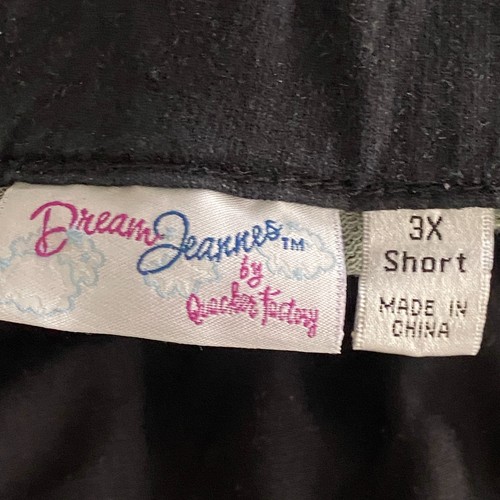 DreamJeannes™
by
Quacker Factory
3X
Short
MADE IN
CHINA